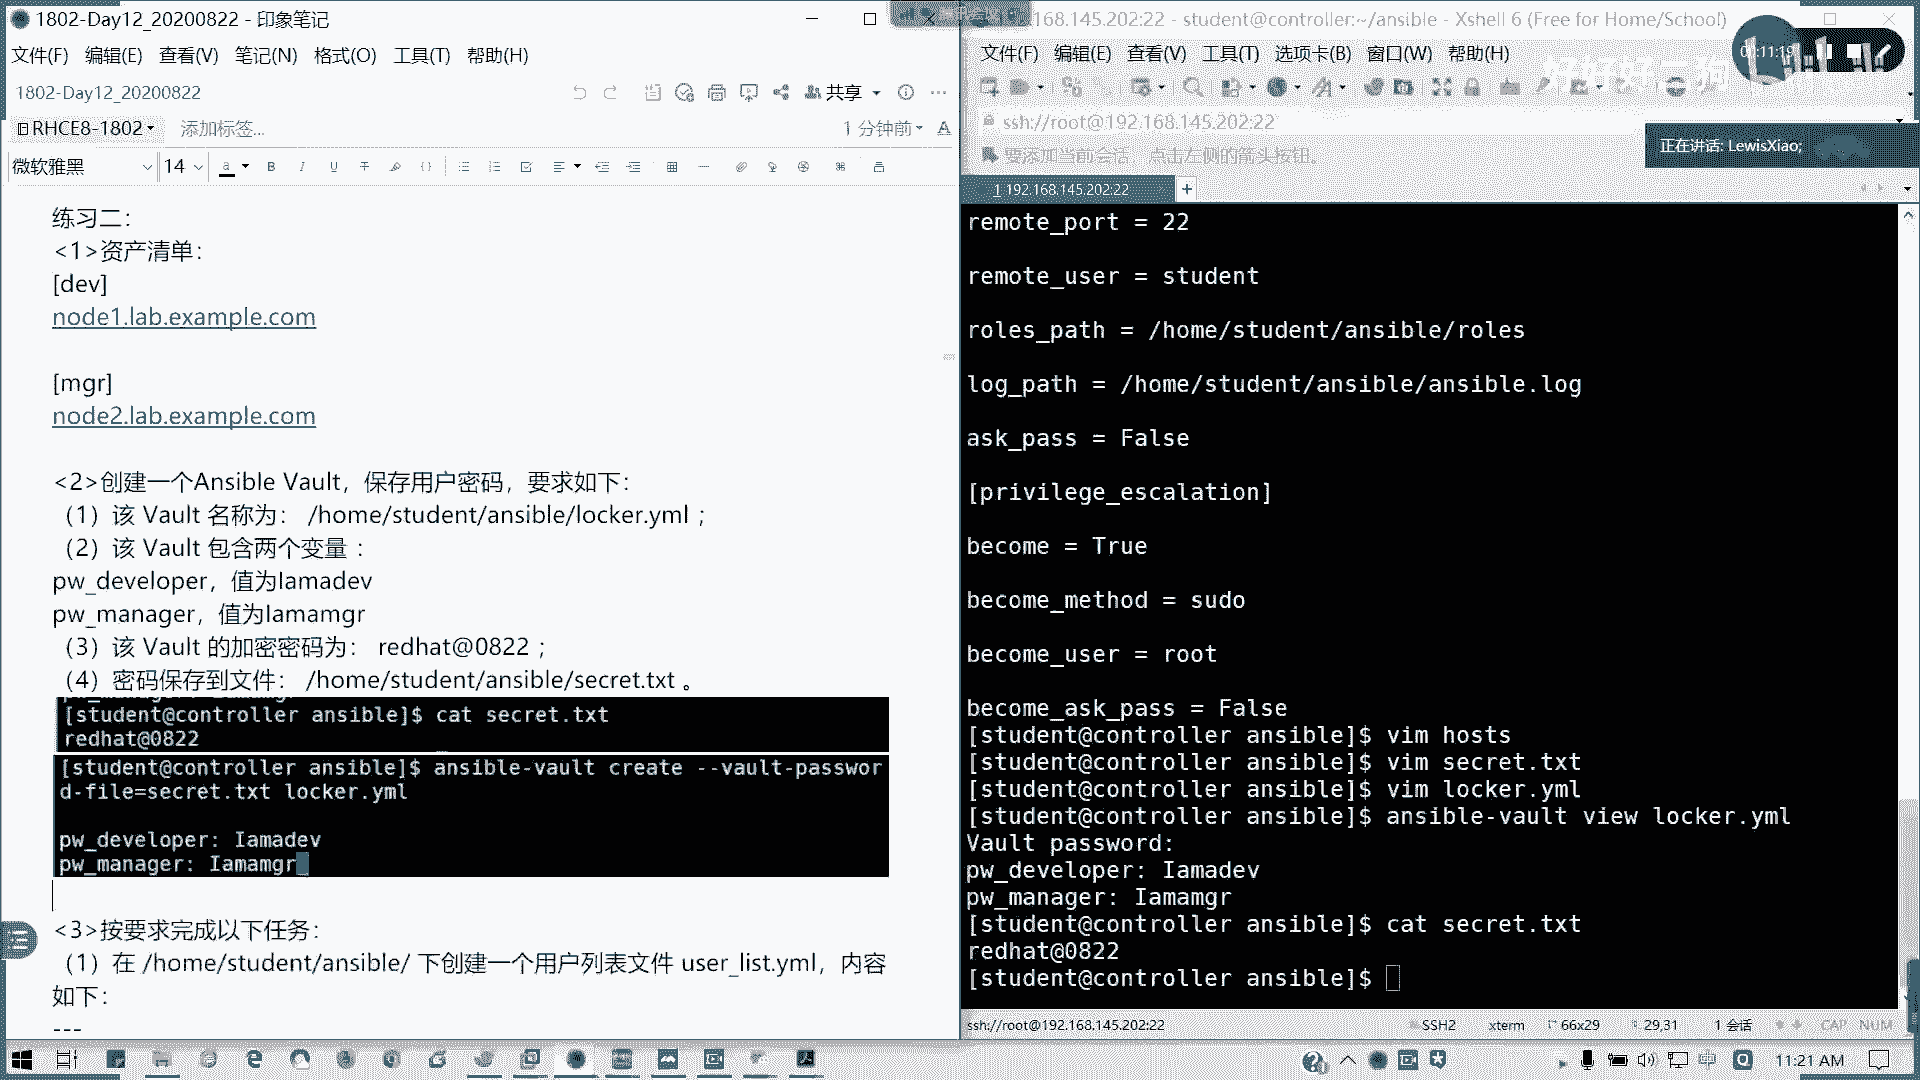 1802-Day12_20200822 - 印象笔记
文件(F) 编辑(E) 查看(V) 笔记(N) 格式(O) 工具(T) 帮助(H)
1802-Day12_20200822
共享
RHCE8-1802
添加标签...
1 分钟前
微软雅黑
14
练习二：
<1>资产清单：
[dev]
node1.lab.example.com
[mgr]
node2.lab.example.com
<2>创建一个Ansible Vault，保存用户密码，要求如下：
（1）该 Vault 名称为： /home/student/ansible/locker.yml；
（2）该 Vault 包含两个变量：
pw_developer，值为Iamadev
pw_manager，值为Iamamgr
（3）该 Vault 的加密密码为： redhat@0822；
（4）密码保存到文件： /home/student/ansible/secret.txt 。
[student@controller ansible]$ cat secret.txt
redhat@0822
[student@controller ansible]$ ansible-vault create --vault-passwor
d-file=secret.txt locker.yml
pw_developer: Iamadev
pw_manager: Iamamgr
<3>按要求完成以下任务：
（1）在 /home/student/ansible/ 下创建一个用户列表文件 user_list.yml，内容
如下：
---
168.145.202:22 - student@controller:~/ansible - Xshell 6 (Free for Home/School)
文件(F) 编辑(E) 查看(V) 工具(T) 选项卡(B) 窗口(W) 帮助(H)
00:11:19
ssh://root@192.168.145.202:22
要添加当前会话，点击左侧的箭头按钮。
正在讲话: LewisXiao;
1 192.168.145.202:22
remote_port = 22
remote_user = student
roles_path = /home/student/ansible/roles
log_path = /home/student/ansible/ansible.log
ask_pass = False
[privilege_escalation]
become = True
become_method = sudo
become_user = root
become_ask_pass = False
[student@controller ansible]$ vim hosts
[student@controller ansible]$ vim secret.txt
[student@controller ansible]$ vim locker.yml
[student@controller ansible]$ ansible-vault view locker.yml
Vault password:
pw_developer: Iamadev
pw_manager: Iamamgr
[student@controller ansible]$ cat secret.txt
redhat@0822
[student@controller ansible]$
ssh://root@192.168.145.202:22
SSH2 xterm 66x29 29,31 1 会话 CAP NUM
11:21 AM